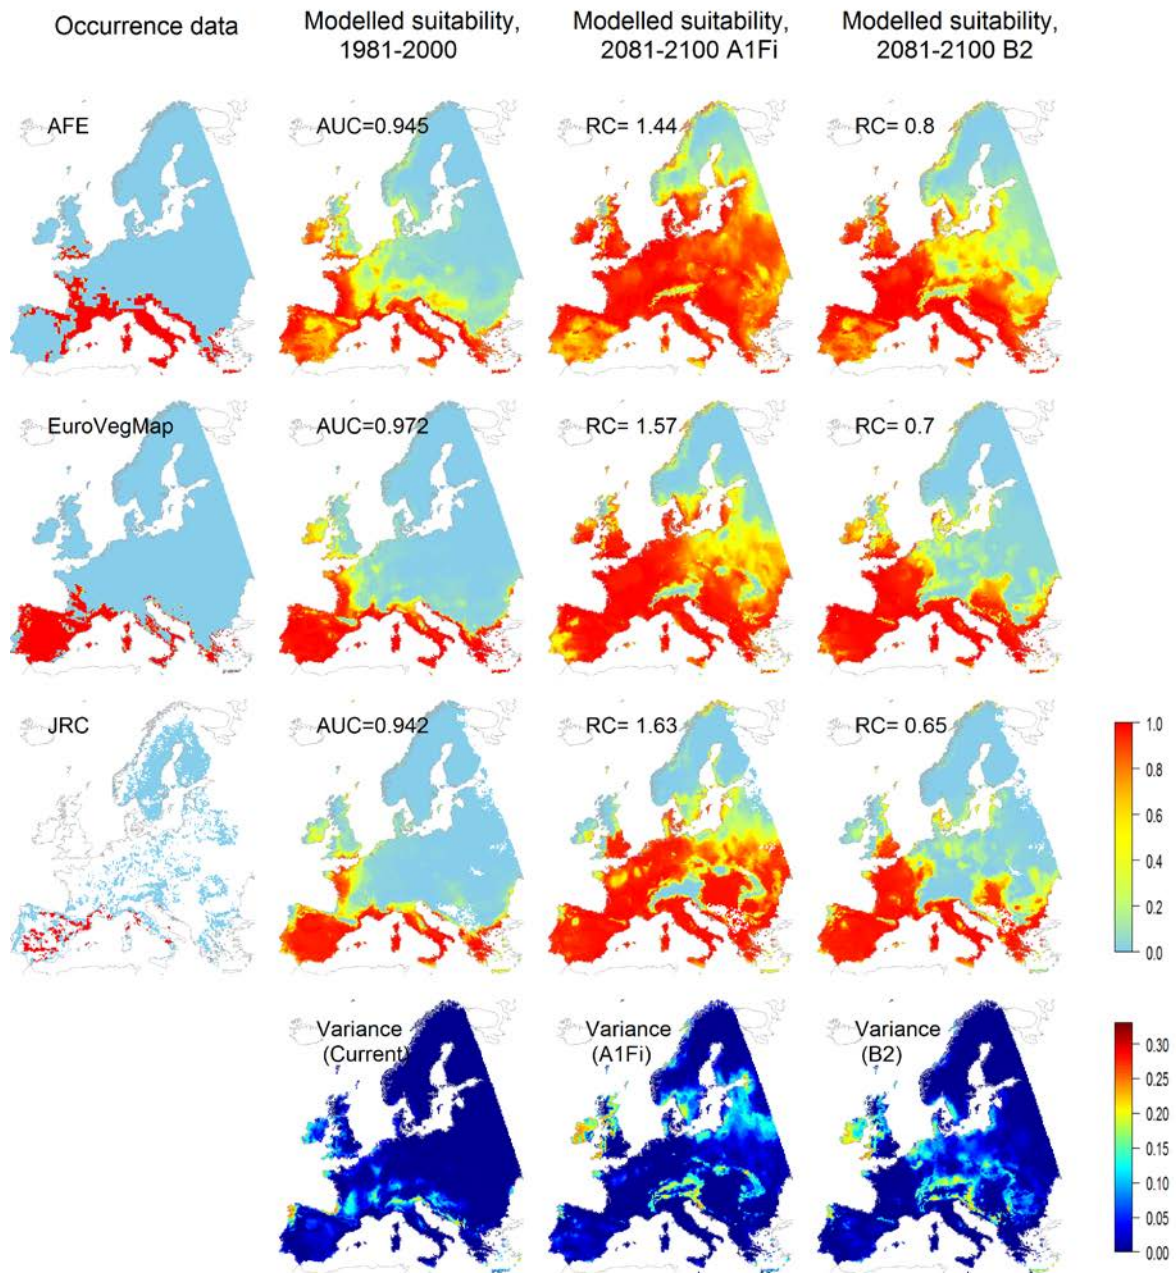 Occurrence data
Modelled suitability,
1981-2000
Modelled suitability,
2081-2100 A1Fi
Modelled suitability,
2081-2100 B2
AFE
AUC=0.945
RC= 1.44
RC= 0.8
EuroVegMap
AUC=0.972
RC= 1.57
RC= 0.7
JRC
AUC=0.942
RC= 1.63
RC= 0.65
1.0
0.8
0.6
0.4
0.2
0.0
Variance
(Current)
Variance
(A1Fi)
Variance
(B2)
0.30
0.25
0.20
0.15
0.10
0.05
0.00